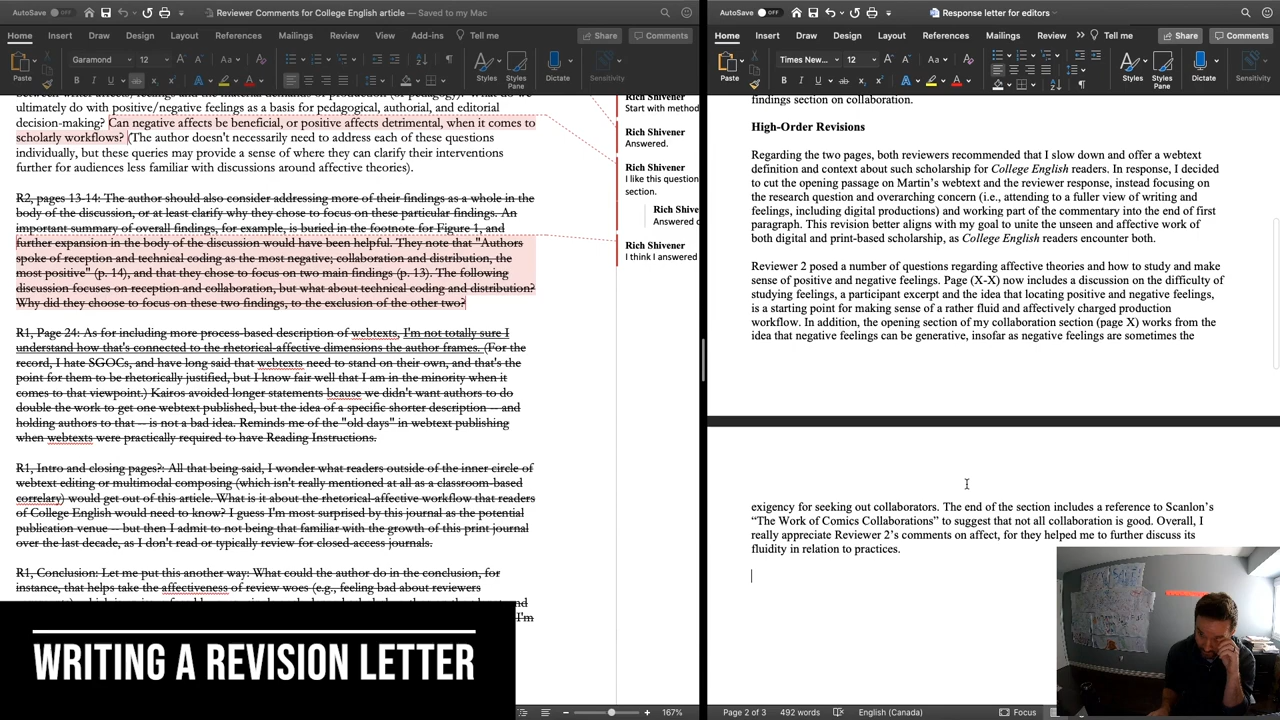 AutoSave OFF
Reviewer Comments for College English article — Saved to my Mac
Home Insert Draw Design Layout References Mailings Review View Add-ins Tell me Share Comments
Paste
Garamond 12
Styles
Styles Pane
Dictate
Sensitivity
ultimately do with positive/negative feelings as a basis for pedagogical, authorial, and editorial
decision-making? Can negative affects be beneficial, or positive affects detrimental, when it comes to
scholarly workflows? (The author doesn't necessarily need to address each of these questions
individually, but these queries may provide a sense of where they can clarify their interventions
further for audiences less familiar with discussions around affective theories).
R2, pages 13-14: The author should also consider addressing more of their findings as a whole in the
body of the discussion, or at least clarify why they chose to focus on these particular findings. An
important summary of overall findings, for example, is buried in the footnote for Figure 1, and
further expansion in the body of the discussion would have been helpful. They note that "Authors
spoke of reception and technical coding as the most negative; collaboration and distribution, the
most positive" (p. 14), and that they chose to focus on two main findings (p. 13). The following
discussion focuses on reception and collaboration, but what about technical coding and distribution?
Why did they choose to focus on these two findings, to the exclusion of the other two?
R1, Page 24: As for including more process-based description of webtexts, I'm not totally sure I
understand how that's connected to the rhetorical-affective dimensions the author frames. (For the
record, I hate SGOCs, and have long said that webtexts need to stand on their own, and that's the
point for them to be rhetorically justified, but I know fair well that I am in the minority when it
comes to that viewpoint.) Kairos avoided longer statements bcause we didn't want authors to do
double the work to get one webtext published, but the idea of a specific shorter description -- and
holding authors to that -- is not a bad idea. Reminds me of the "old days" in webtext publishing
when webtexts were practically required to have Reading Instructions.
R1, Intro and closing pages?: All that being said, I wonder what readers outside of the inner circle of
webtext editing or multimodal composing (which isn't really mentioned at all as a classroom-based
correlary) would get out of this article. What is it about the rhetorical-affective workflow that readers
of College English would need to know? I guess I'm most surprised by this journal as the potential
publication venue -- but then I admit to not being that familiar with the growth of this print journal
over the last decade, as I don't read or typically review for closed-access journals.
R1, Conclusion: Let me put this another way: What could the author do in the conclusion, for
instance, that helps take the affectiveness of review woes (e.g., feeling bad about reviewers
Rich Shivener
Start with method
Rich Shivener
Answered.
Rich Shivener
I like this question
section.
Rich Shive
Answered
Rich Shivener
I think I answered
WRITING A REVISION LETTER
167%
AutoSave OFF
Response letter for editors
Home Insert Draw Design Layout References Mailings Review Tell me Share Comments
Paste
Times New... 12
Styles
Styles Pane
Dictate
Sensitivity
findings section on collaboration.
High-Order Revisions
Regarding the two pages, both reviewers recommended that I slow down and offer a webtext
definition and context about such scholarship for College English readers. In response, I decided
to cut the opening passage on Martin's webtext and the reviewer response, instead focusing on
the research question and overarching concern (i.e., attending to a fuller view of writing and
feelings, including digital productions) and working part of the commentary into the end of first
paragraph. This revision better aligns with my goal to unite the unseen and affective work of
both digital and print-based scholarship, as College English readers encounter both.
Reviewer 2 posed a number of questions regarding affective theories and how to study and make
sense of positive and negative feelings. Page (X-X) now includes a discussion on the difficulty of
studying feelings, a participant excerpt and the idea that locating positive and negative feelings,
is a starting point for making sense of a rather fluid and affectively charged production
workflow. In addition, the opening section of my collaboration section (page X) works from the
idea that negative feelings can be generative, insofar as negative feelings are sometimes the
exigency for seeking out collaborators. The end of the section includes a reference to Scanlon's
“The Work of Comics Collaborations” to suggest that not all collaboration is good. Overall, I
really appreciate Reviewer 2's comments on affect, for they helped me to further discuss its
fluidity in relation to practices.
Page 2 of 3 492 words English (Canada) Focus